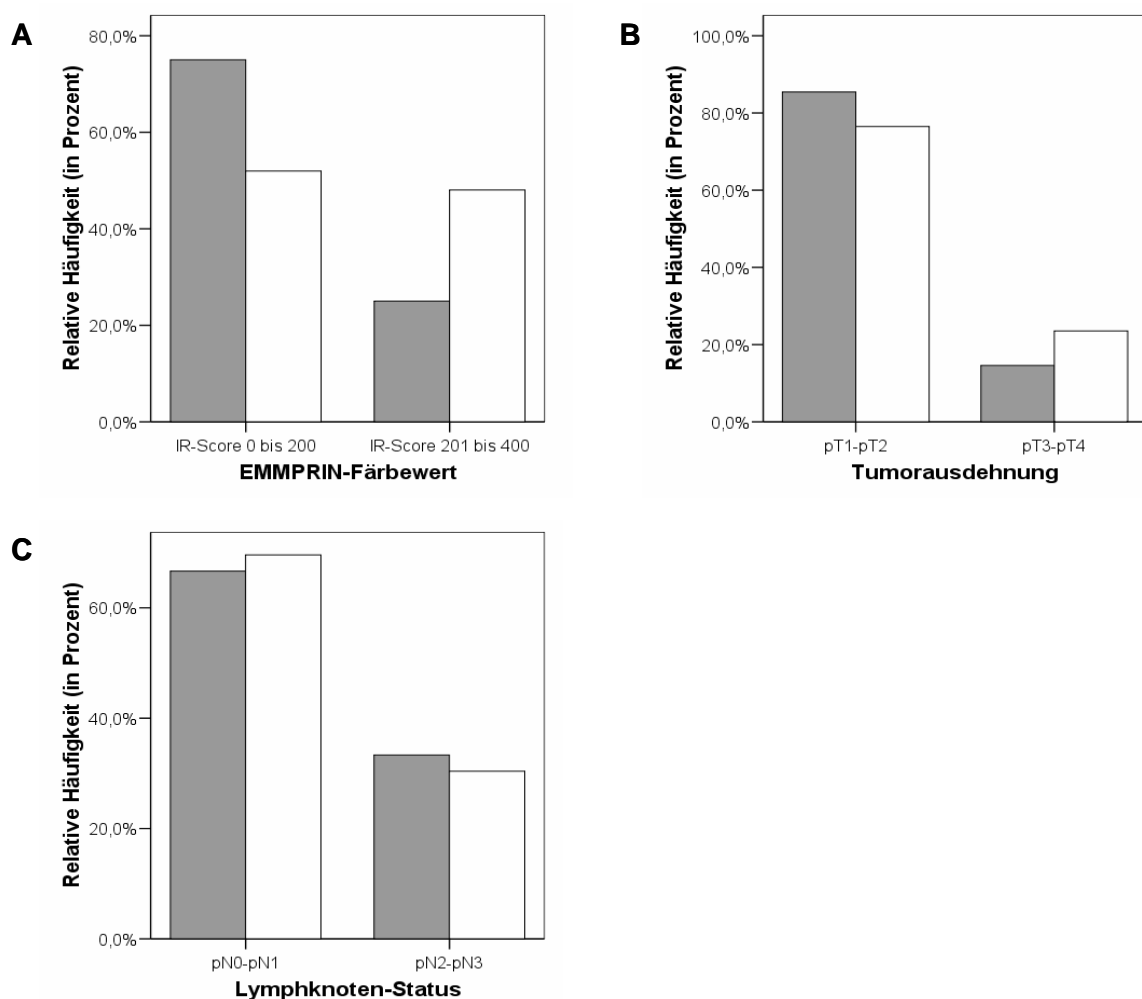 A
Relative Häufigkeit (in Prozent)
80,0%
60,0%
40,0%
20,0%
0,0%
IR-Score 0 bis 200
IR-Score 201 bis 400
EMMPRIN-Färbewert
B
Relative Häufigkeit (in Prozent)
100,0%
80,0%
60,0%
40,0%
20,0%
0,0%
pT1-pT2
pT3-pT4
Tumorausdehnung
C
Relative Häufigkeit (in Prozent)
60,0%
40,0%
20,0%
0,0%
pN0-pN1
pN2-pN3
Lymphknoten-Status